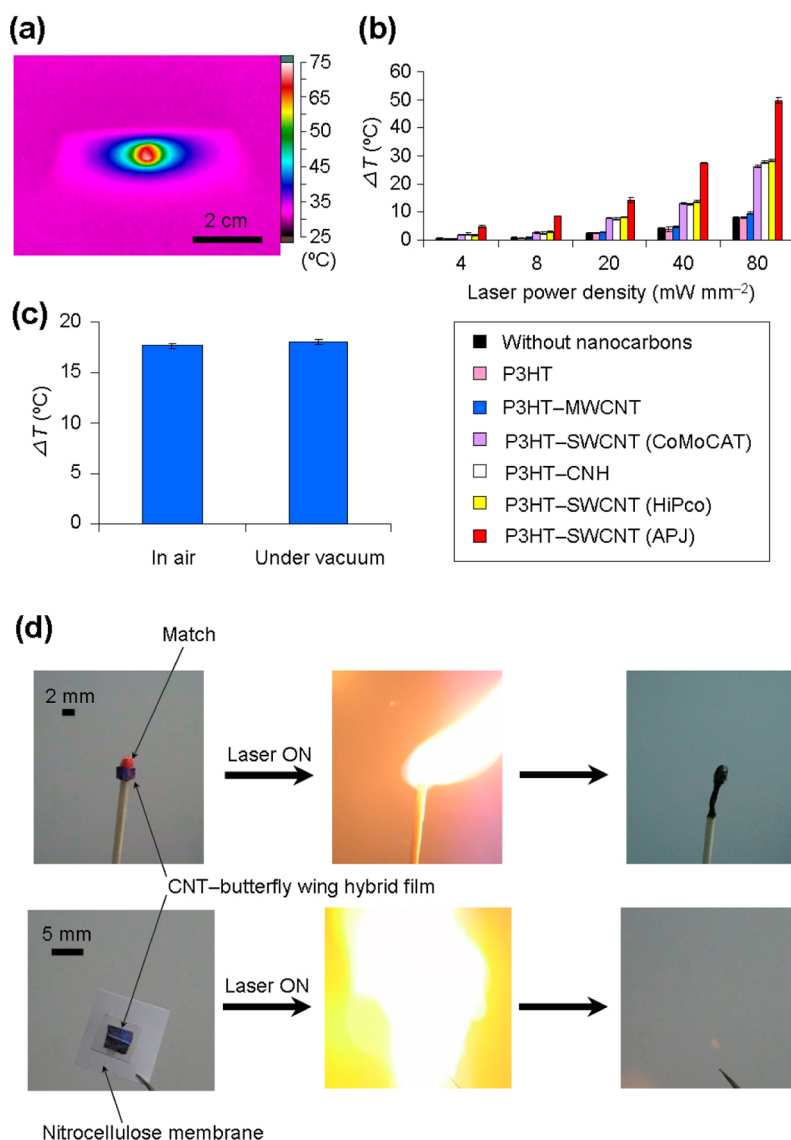 (a)
75
65
55
45
35
25
(ºC)
2 cm
(b)
60
50
40
30
20
10
0
ΔT (ºC)
4 8 20 40 80
Laser power density (mW mm⁻²)
(c)
20
15
10
5
0
ΔT (ºC)
In air Under vacuum
Without nanocarbons
P3HT
P3HT–MWCNT
P3HT–SWCNT (CoMoCAT)
P3HT–CNH
P3HT–SWCNT (HiPco)
P3HT–SWCNT (APJ)
(d)
Match
2 mm
Laser ON
CNT–butterfly wing hybrid film
5 mm
Laser ON
Nitrocellulose membrane